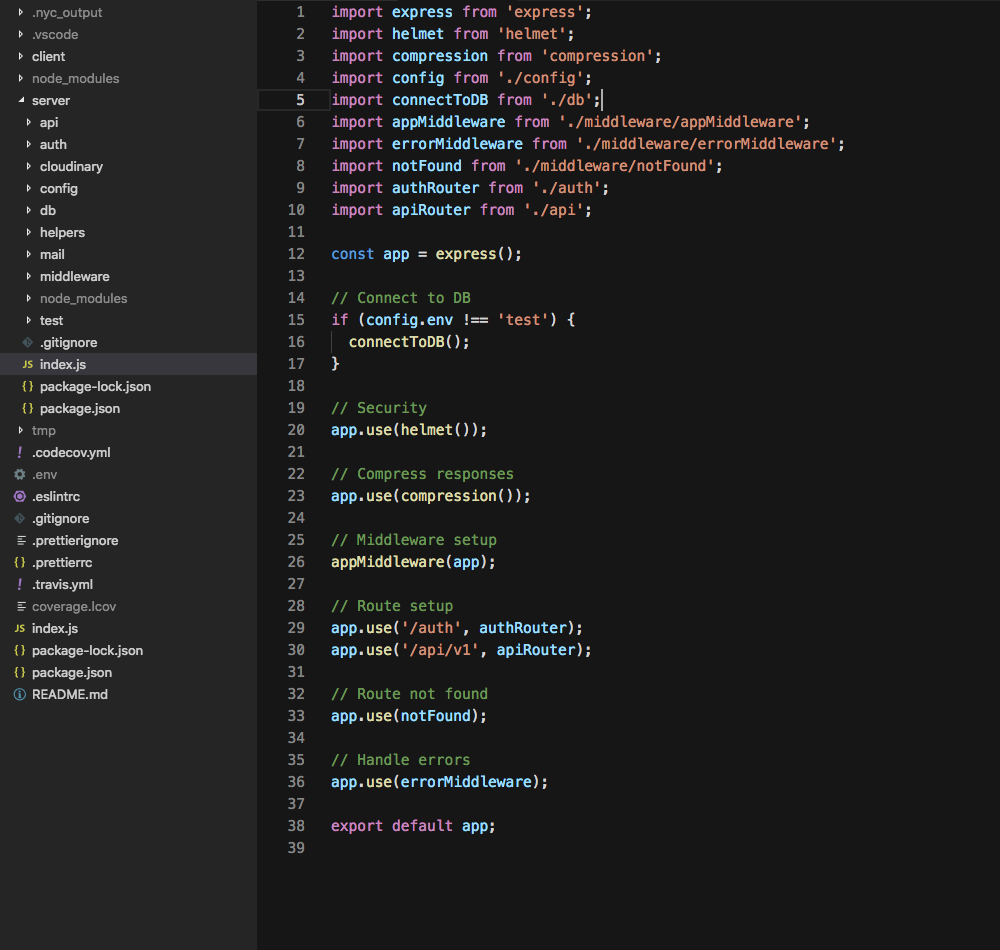 .nyc_output
.vscode
client
node_modules
server
api
auth
cloudinary
config
db
helpers
mail
middleware
node_modules
test
.gitignore
JS index.js
{} package-lock.json
{} package.json
tmp
! .codecov.yml
.env
.eslintrc
.gitignore
.prettierignore
{} .prettierrc
! .travis.yml
coverage.lcov
JS index.js
{} package-lock.json
{} package.json
README.md
1 import express from 'express';
2 import helmet from 'helmet';
3 import compression from 'compression';
4 import config from './config';
5 import connectToDB from './db';
6 import appMiddleware from './middleware/appMiddleware';
7 import errorMiddleware from './middleware/errorMiddleware';
8 import notFound from './middleware/notFound';
9 import authRouter from './auth';
10 import apiRouter from './api';
11
12 const app = express();
13
14 // Connect to DB
15 if (config.env !== 'test') {
16   connectToDB();
17 }
18
19 // Security
20 app.use(helmet());
21
22 // Compress responses
23 app.use(compression());
24
25 // Middleware setup
26 appMiddleware(app);
27
28 // Route setup
29 app.use('/auth', authRouter);
30 app.use('/api/v1', apiRouter);
31
32 // Route not found
33 app.use(notFound);
34
35 // Handle errors
36 app.use(errorMiddleware);
37
38 export default app;
39